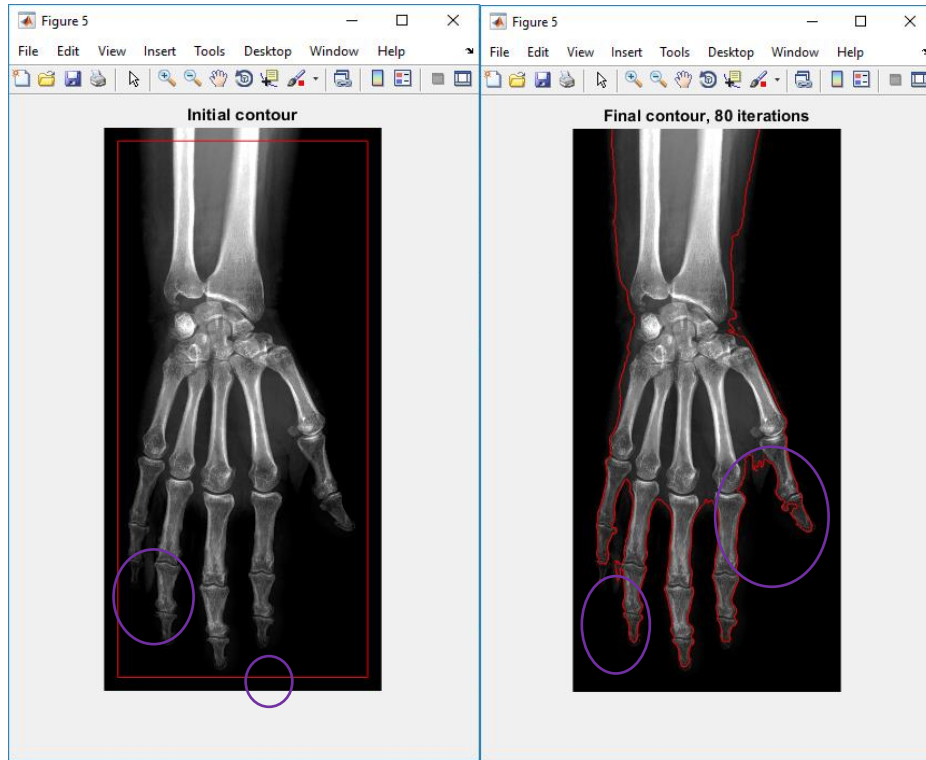 Figure 5
File Edit View Insert Tools Desktop Window Help
Initial contour
Figure 5
File Edit View Insert Tools Desktop Window Help
Final contour, 80 iterations